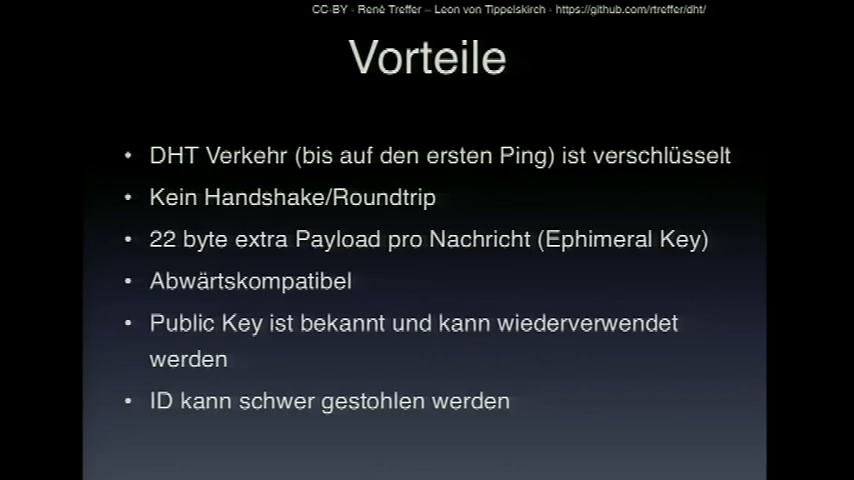 CC-BY - René Treffer – Leon von Tippelskirch - https://github.com/rtreffer/dht/
Vorteile
• DHT Verkehr (bis auf den ersten Ping) ist verschlüsselt
• Kein Handshake/Roundtrip
• 22 byte extra Payload pro Nachricht (Ephimeral Key)
• Abwärtskompatibel
• Public Key ist bekannt und kann wiederverwendet
werden
• ID kann schwer gestohlen werden